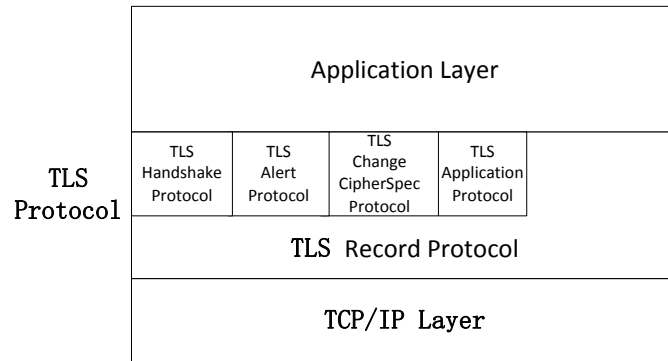 Application Layer
TLS
Handshake
Protocol
TLS
Alert
Protocol
TLS
Change
CipherSpec
Protocol
TLS
Application
Protocol
TLS
Protocol
TLS Record Protocol
TCP/IP Layer